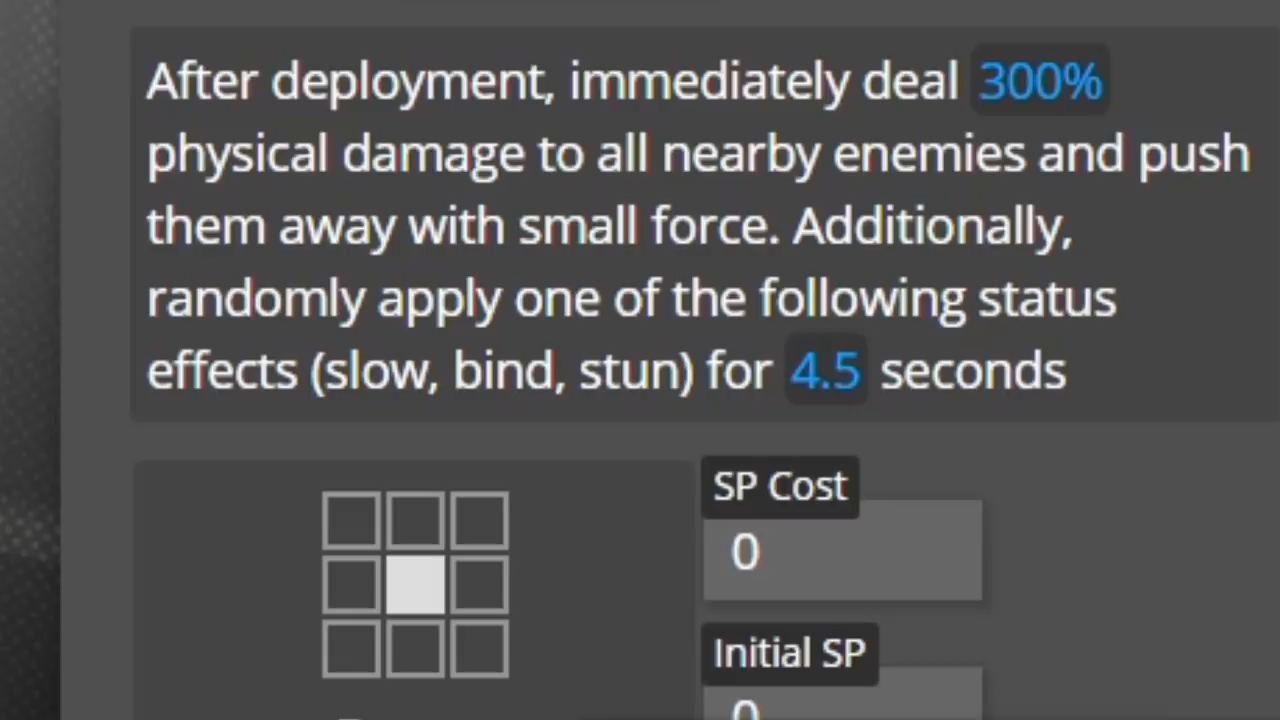 After deployment, immediately deal 300%
physical damage to all nearby enemies and push
them away with small force. Additionally,
randomly apply one of the following status
effects (slow, bind, stun) for 4.5 seconds
SP Cost
0
Initial SP
0